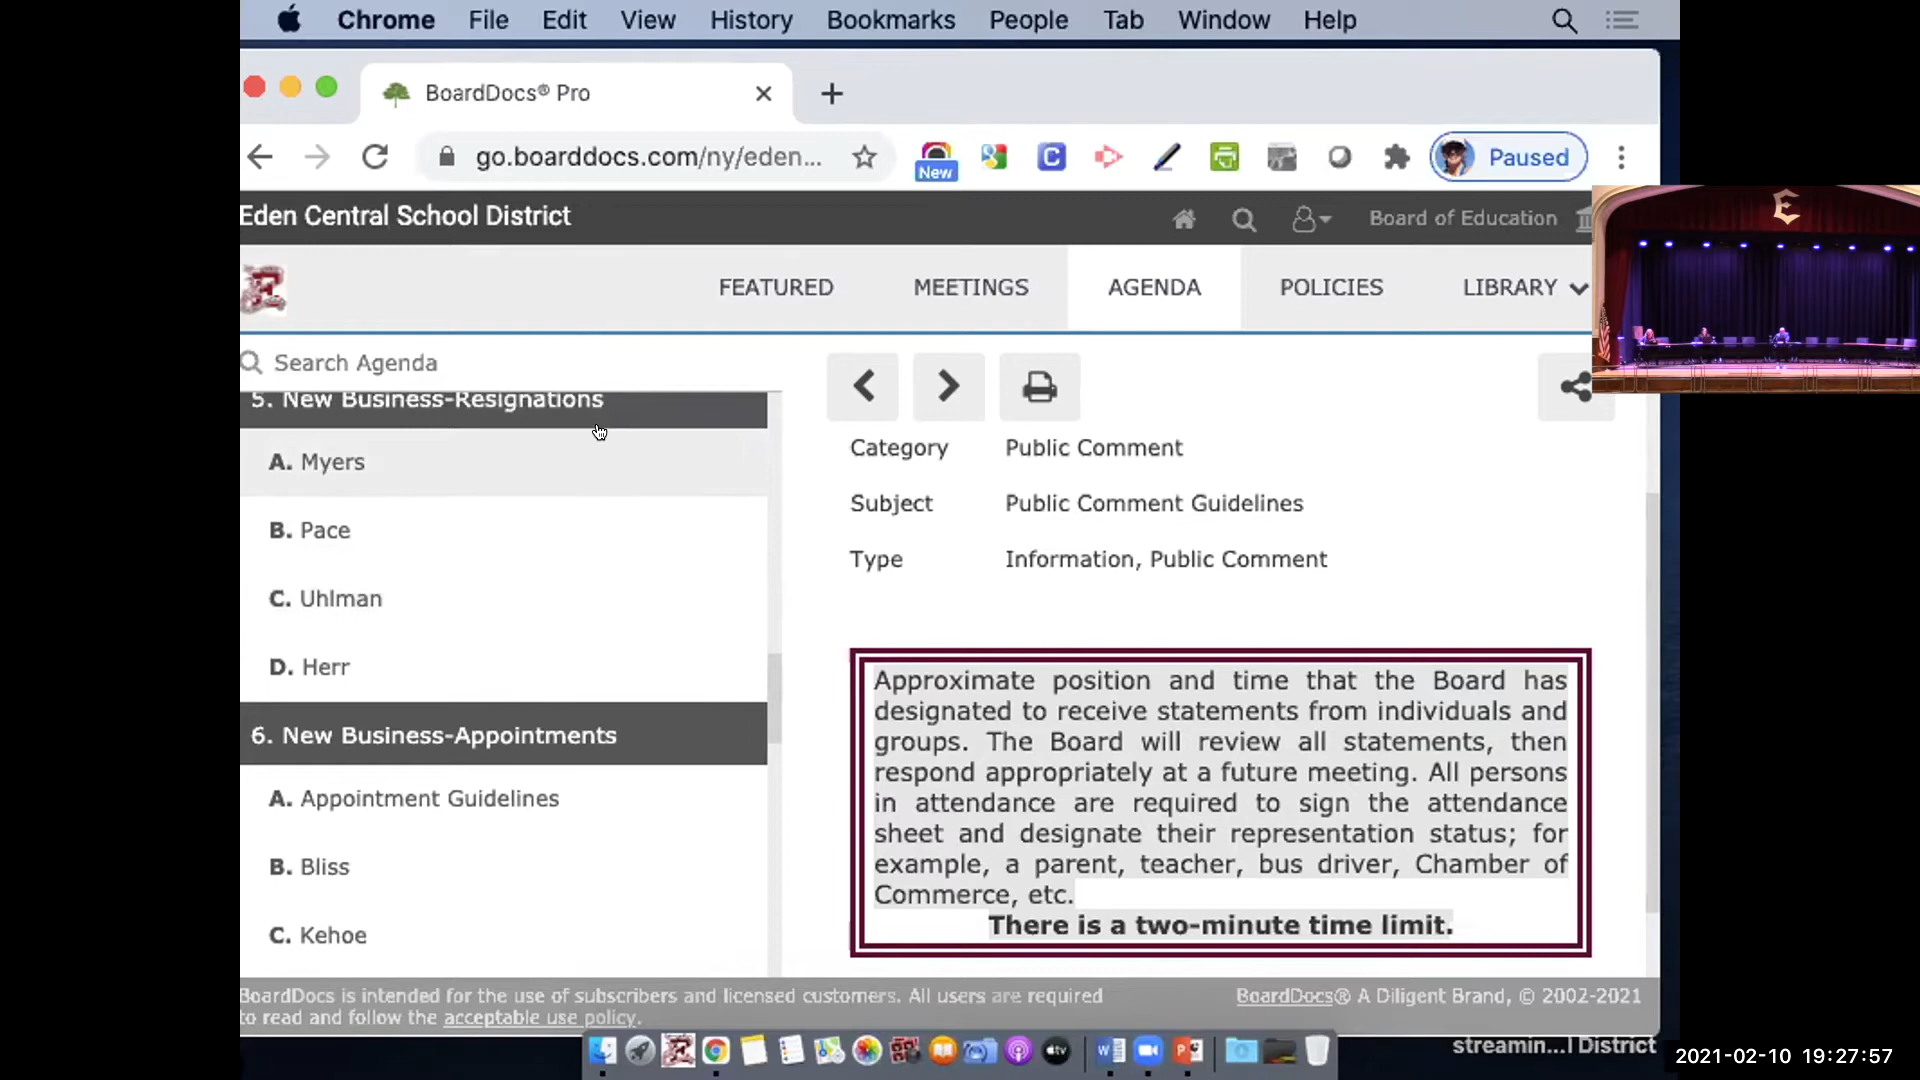 Chrome File Edit View History Bookmarks People Tab Window Help
BoardDocs® Pro
go.boarddocs.com/ny/eden...
New
Paused
Eden Central School District
Board of Education
FEATURED MEETINGS AGENDA POLICIES LIBRARY
Search Agenda
5. New Business-Resignations
A. Myers
B. Pace
C. Uhlman
D. Herr
6. New Business-Appointments
A. Appointment Guidelines
B. Bliss
C. Kehoe
Category Public Comment
Subject Public Comment Guidelines
Type Information, Public Comment
Approximate position and time that the Board has
designated to receive statements from individuals and
groups. The Board will review all statements, then
respond appropriately at a future meeting. All persons
in attendance are required to sign the attendance
sheet and designate their representation status; for
example, a parent, teacher, bus driver, Chamber of
Commerce, etc.
There is a two-minute time limit.
E
BoardDocs is intended for the use of subscribers and licensed customers. All users are required
to read and follow the acceptable use policy.
BoardDocs® A Diligent Brand, © 2002-2021
tv
streamin...l District
2021-02-10 19:27:57